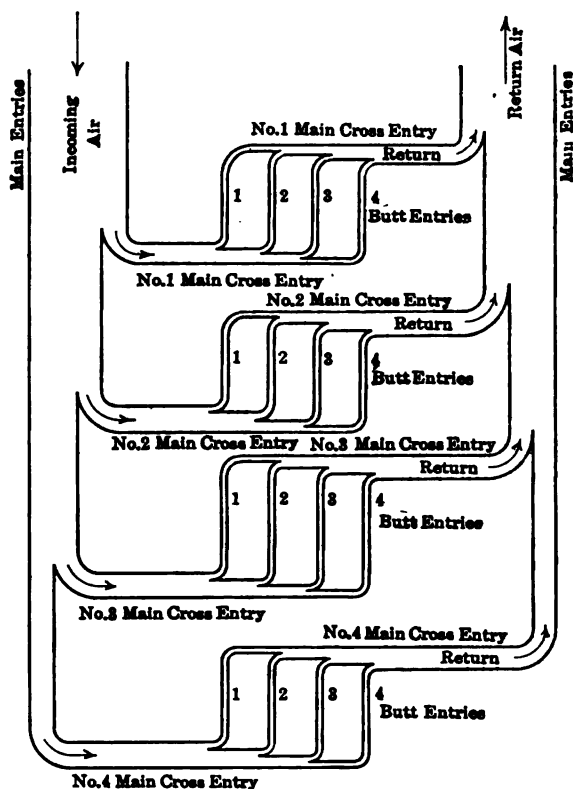 Main Entries
Incoming
Air
Return Air
Main Entries
No.1 Main Cross Entry
Return
1
2
3
4
Butt Entries
No.1 Main Cross Entry
No.2 Main Cross Entry
Return
1
2
3
4
Butt Entries
No.2 Main Cross Entry
No.3 Main Cross Entry
Return
1
2
3
4
Butt Entries
No.3 Main Cross Entry
No.4 Main Cross Entry
Return
1
2
3
4
Butt Entries
No.4 Main Cross Entry